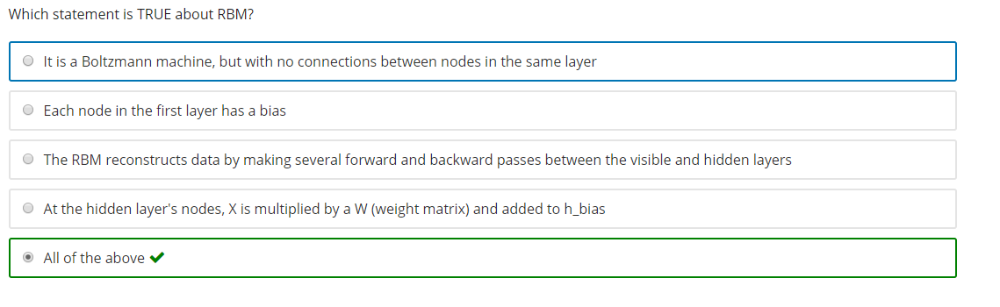 Which statement is TRUE about RBM?
It is a Boltzmann machine, but with no connections between nodes in the same layer
Each node in the first layer has a bias
The RBM reconstructs data by making several forward and backward passes between the visible and hidden layers
At the hidden layer's nodes, X is multiplied by a W (weight matrix) and added to h_bias
All of the above